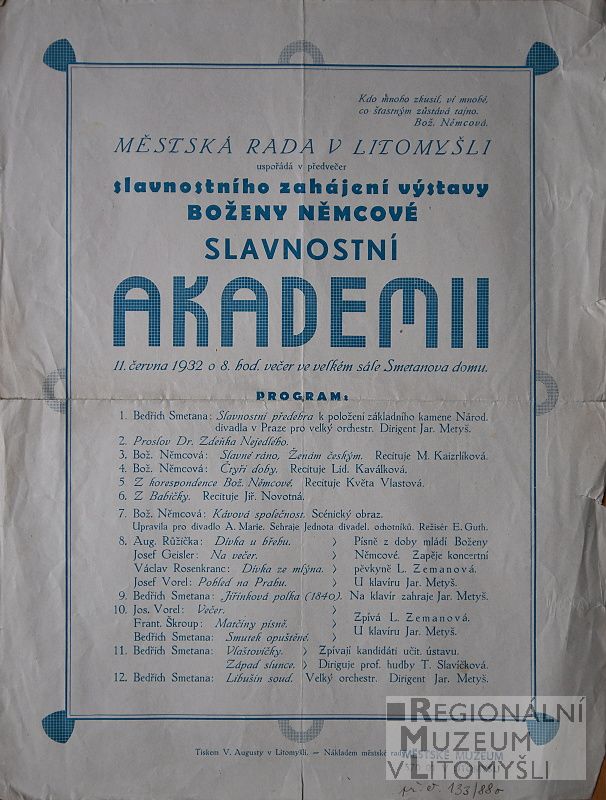 Kdo mnoho zkusil, ví mnohé,
co šťastným zůstává tajno.
Bož. Němcová.
MĚSTSKÁ RADA V LITOMYŠLI
uspořádá v předvečer
slavnostního zahájení výstavy
BOŽENY NĚMCOVÉ
SLAVNOSTNÍ
AKADEMII
11. června 1932 o 8. hod. večer ve velkém sále Smetanova domu.
PROGRAM:
1. Bedřich Smetana: Slavnostní předehra k položení základního kamene Národ.
divadla v Praze pro velký orchestr. Dirigent Jar. Metyš.
2. Proslov Dr. Zdeňka Nejedlého.
3. Bož. Němcová: Slavné ráno, Ženám českým. Recituje M. Kaizrlíková.
4. Bož. Němcová: Čtyři doby. Recituje Lid. Kaválková.
5. Z korespondence Bož. Němcové. Recituje Květa Vlastová.
6. Z Babičky. Recituje Jiř. Novotná.
7. Bož. Němcová: Kávová společnost. Scénický obraz.
Upravila pro divadlo A. Marie. Sehraje Jednota divadel. ochotníků. Režisér E. Guth.
8. Aug. Růžička: Dívka u břehu. } Písně z doby mládí Boženy
Josef Geisler: Na večer. } Němcové. Zapěje koncertní
Václav Rosenkranc: Dívka ze mlýna. } pěvkyně L. Zemanová.
Josef Vorel: Pohled na Prahu. } U klavíru Jar. Metyš.
9. Bedřich Smetana: Jiřinková polka (1840). Na klavír zahraje Jar. Metyš.
10. Jos. Vorel: Večer. }
Frant. Škroup: Matčiny písně. } Zpívá L. Zemanová.
Bedřich Smetana: Smutek opuštěné. } U klavíru Jar. Metyš.
11. Bedřich Smetana: Vlaštovičky. } Zpívají kandidáti učit. ústavu.
Západ slunce. } Diriguje prof. hudby T. Slavíčková.
12. Bedřich Smetana: Libušin soud. Velký orchestr. Dirigent Jar. Metyš.
Tiskem V. Augusty v Litomyšli. — Nákladem městské rady
MĚSTSKÉ MUZEUM
REGIONÁLNÍ
MUZEUM
V LITOMYŠLI
př. č. 133/88